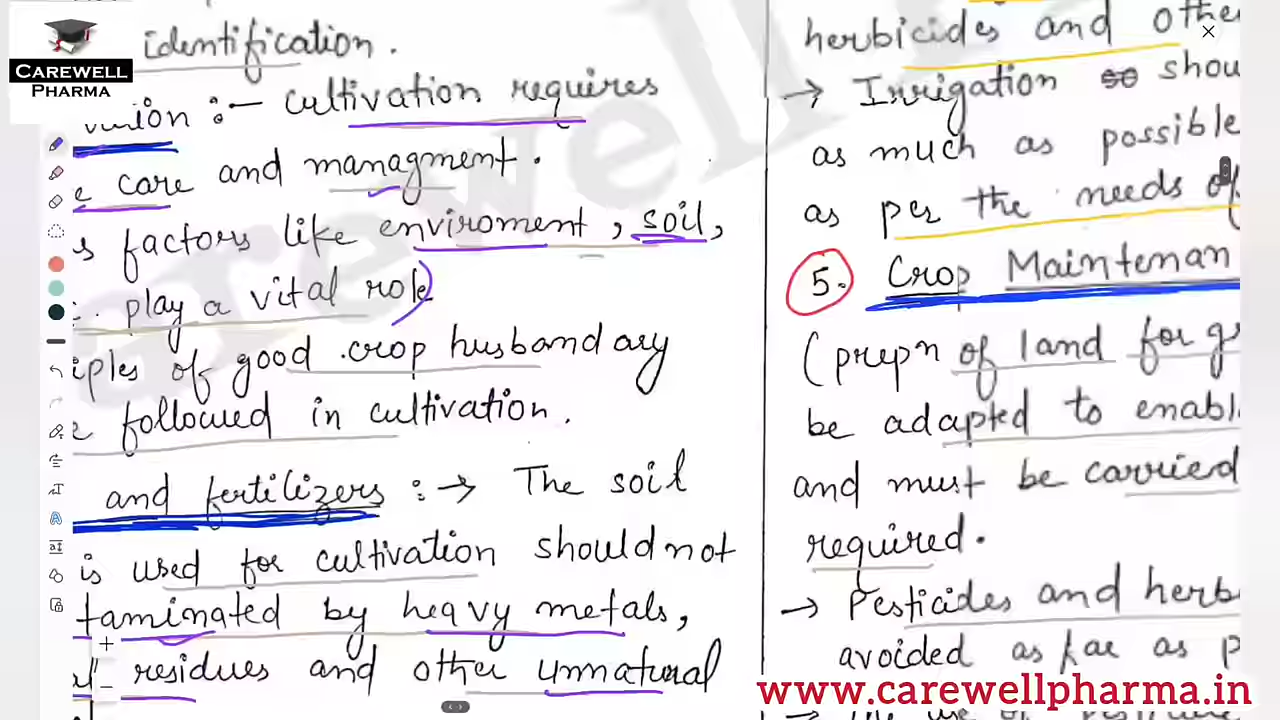 CAREWELL
PHARMA
identification.
vation :- cultivation requires
care and managment.
factors like enviroment, soil,
play a vital role
iples of good crop husbandary
followed in cultivation.
and fertilizers :→ The soil
is used for cultivation should not
taminated by heavy metals,
residues and other unnatural
herbicides and othe
→ Irrigation so shou
as much as possible
as per the needs of
5. Crop Maintenan
(prepn of land for g
be adapted to enabl
and must be carried
required.
→ Pesticides and herb
avoided as far as p
www.carewellpharma.in